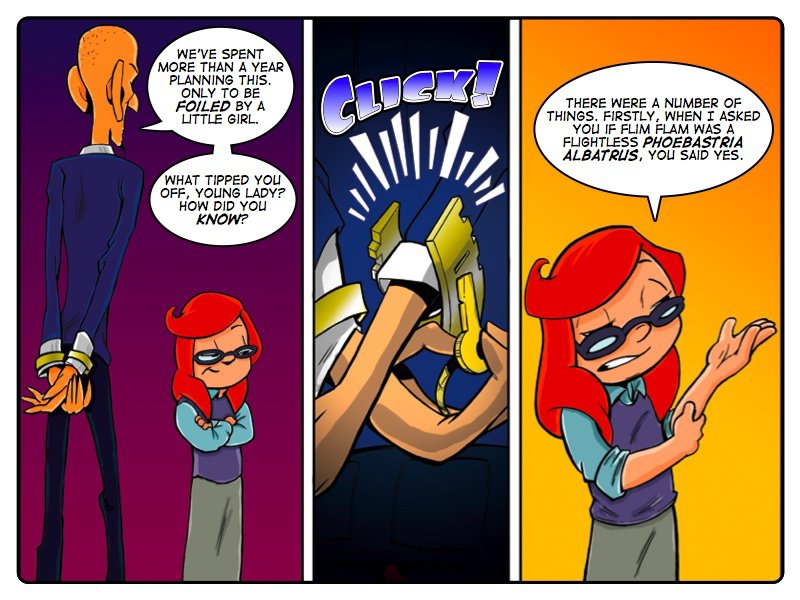 WE'VE SPENT
MORE THAN A YEAR
PLANNING THIS.
ONLY TO BE
FOILED BY A
LITTLE GIRL.
WHAT TIPPED YOU
OFF, YOUNG LADY?
HOW DID YOU
KNOW?
CLICK!
THERE WERE A NUMBER OF
THINGS. FIRSTLY, WHEN I ASKED
YOU IF FLIM FLAM WAS A
FLIGHTLESS PHOEBASTRIA
ALBATRUS, YOU SAID YES.